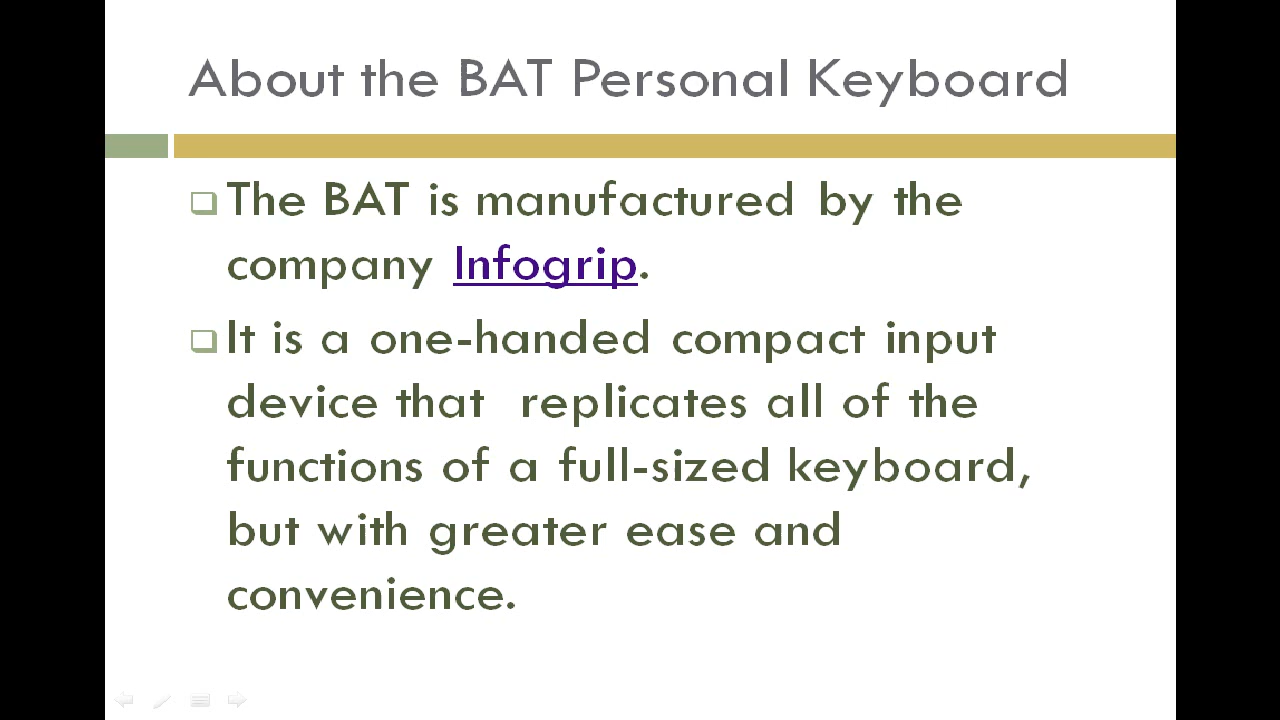 About the BAT Personal Keyboard
The BAT is manufactured by the
company Infogrip.
It is a one-handed compact input
device that  replicates all of the
functions of a full-sized keyboard,
but with greater ease and
convenience.